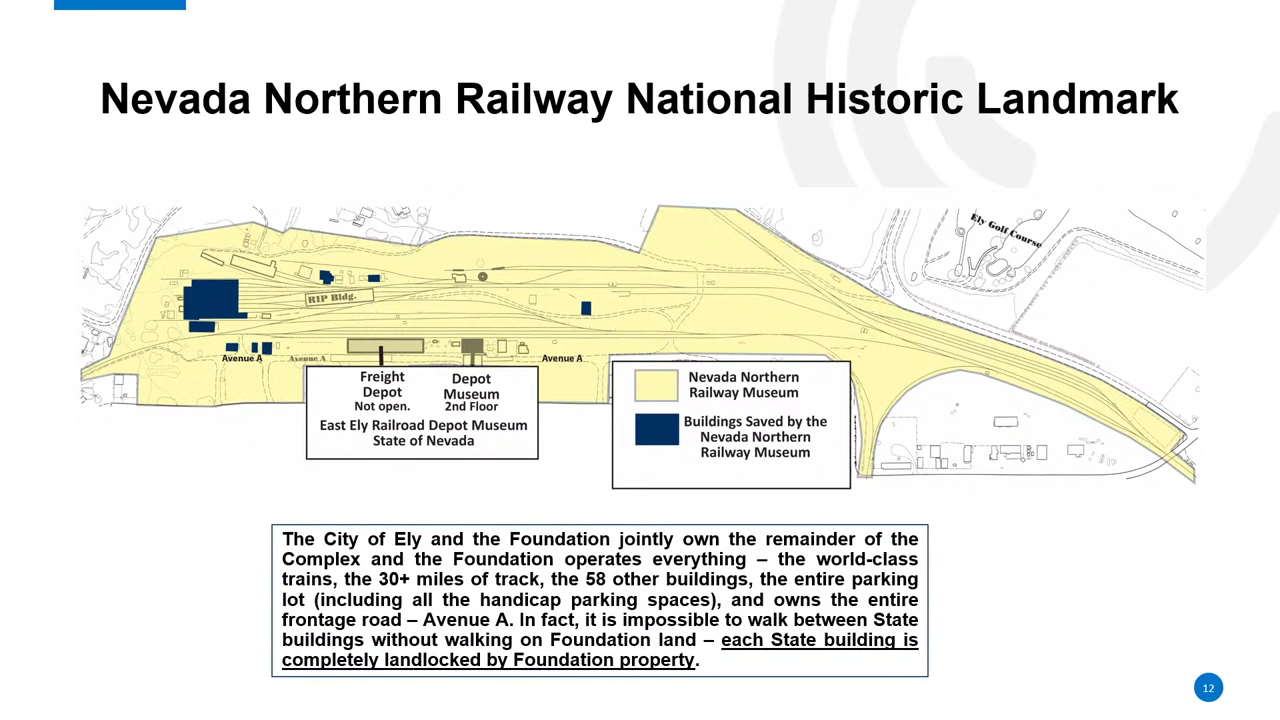 Nevada Northern Railway National Historic Landmark
Ely Golf Course
RIP Bldg.
Avenue A
Avenue A
Avenue A
Freight
Depot
Not open.
Depot
Museum
2nd Floor
East Ely Railroad Depot Museum
State of Nevada
Nevada Northern
Railway Museum
Buildings Saved by the
Nevada Northern
Railway Museum
The City of Ely and the Foundation jointly own the remainder of the
Complex and the Foundation operates everything – the world-class
trains, the 30+ miles of track, the 58 other buildings, the entire parking
lot (including all the handicap parking spaces), and owns the entire
frontage road – Avenue A. In fact, it is impossible to walk between State
buildings without walking on Foundation land – each State building is
completely landlocked by Foundation property.
12